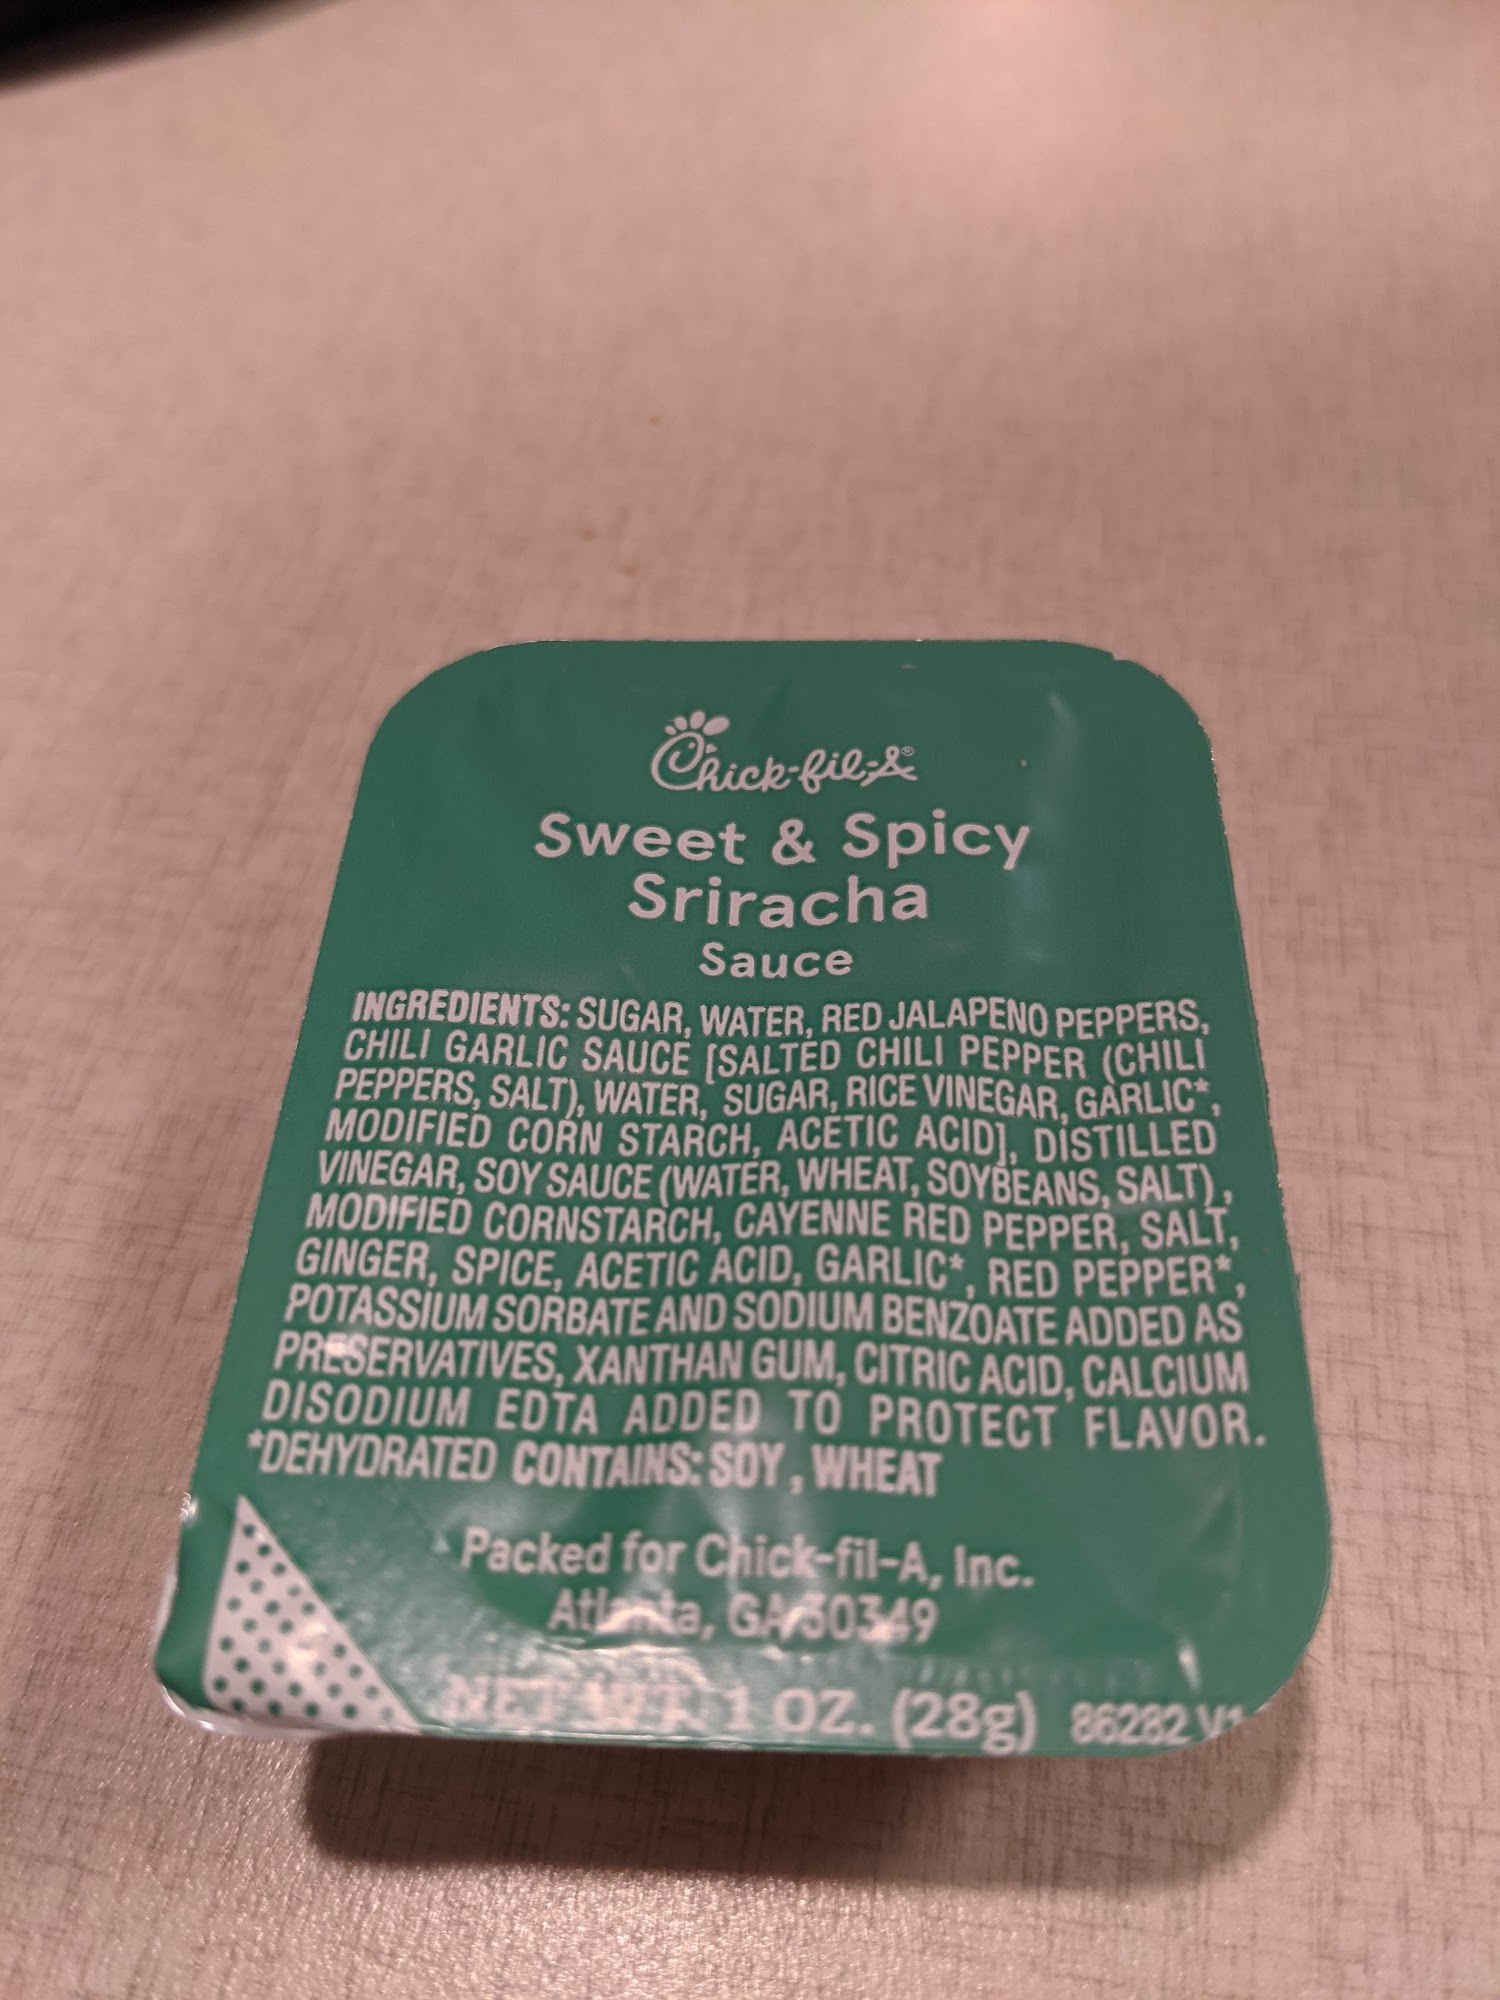 Chick-fil-A®
Sweet & Spicy
Sriracha
Sauce
INGREDIENTS: SUGAR, WATER, RED JALAPENO PEPPERS,
CHILI GARLIC SAUCE [SALTED CHILI PEPPER (CHILI
PEPPERS, SALT), WATER, SUGAR, RICE VINEGAR, GARLIC*,
MODIFIED CORN STARCH, ACETIC ACID], DISTILLED
VINEGAR, SOY SAUCE (WATER, WHEAT, SOYBEANS, SALT),
MODIFIED CORNSTARCH, CAYENNE RED PEPPER, SALT,
GINGER, SPICE, ACETIC ACID, GARLIC*, RED PEPPER*,
POTASSIUM SORBATE AND SODIUM BENZOATE ADDED AS
PRESERVATIVES, XANTHAN GUM, CITRIC ACID, CALCIUM
DISODIUM EDTA ADDED TO PROTECT FLAVOR.
*DEHYDRATED CONTAINS: SOY, WHEAT
Packed for Chick-fil-A, Inc.
Atlanta, GA 30349
NET WT. 1 OZ. (28g) 86282 V1